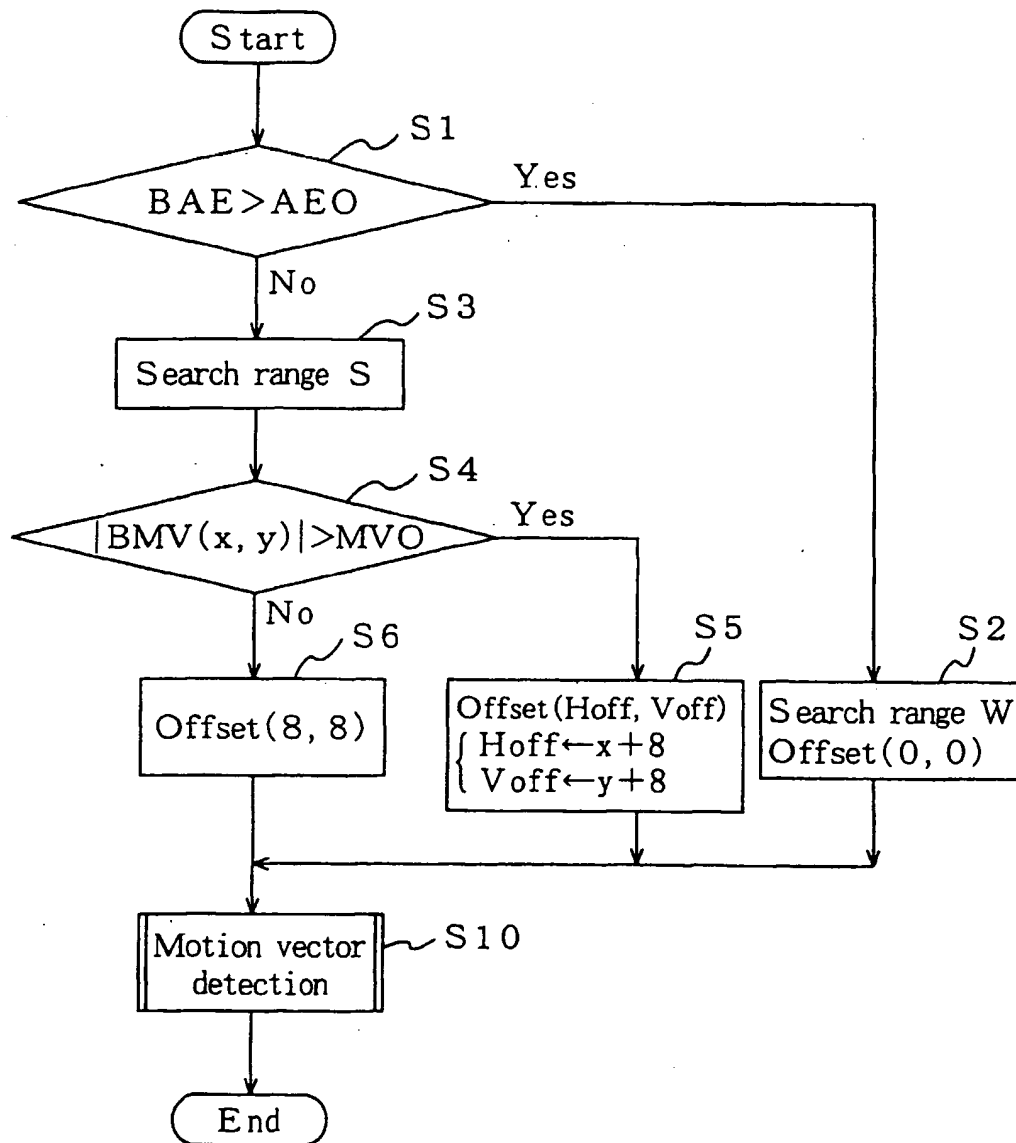 Start
S1
BAE>AEO
Yes
No
S3
Search range S
S4
|BMV(x, y)|>MVO
Yes
No
S6
Offset(8, 8)
S5
Offset(Hoff, Voff)
{ Hoff←x+8
Voff←y+8
S2
Search range W
Offset(0, 0)
Motion vector
detection
S10
End